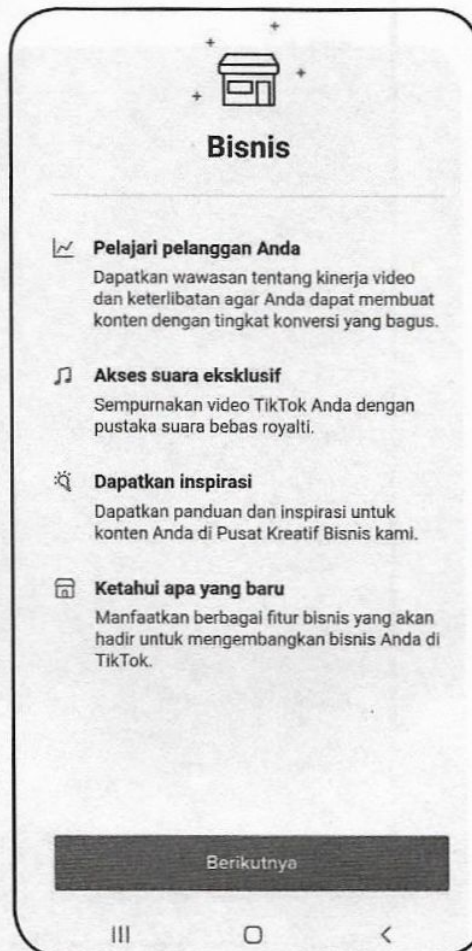 Bisnis
Pelajari pelanggan Anda
Dapatkan wawasan tentang kinerja video
dan keterlibatan agar Anda dapat membuat
konten dengan tingkat konversi yang bagus.
Akses suara eksklusif
Sempurnakan video TikTok Anda dengan
pustaka suara bebas royalti.
Dapatkan inspirasi
Dapatkan panduan dan inspirasi untuk
konten Anda di Pusat Kreatif Bisnis kami.
Ketahui apa yang baru
Manfaatkan berbagai fitur bisnis yang akan
hadir untuk mengembangkan bisnis Anda di
TikTok.
Berikutnya